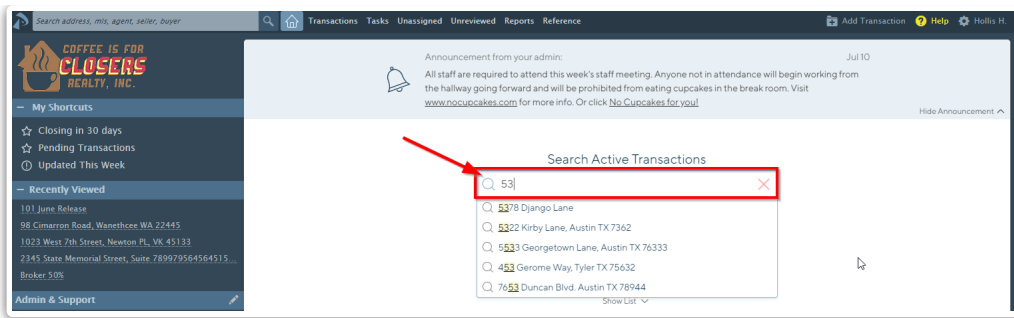 Search address, mls, agent, seller, buyer
Transactions Tasks Unassigned Unreviewed Reports Reference
Add Transaction Help Hollis H.
COFFEE IS FOR
CLOSERS
REALTY, INC.
My Shortcuts
Closing in 30 days
Pending Transactions
Updated This Week
Recently Viewed
101 June Release
98 Cimarron Road, Wanethcee WA 22445
1023 West 7th Street, Newton PL, VK 45133
2345 State Memorial Street, Suite 789979564564515...
Broker 50%
Admin & Support
Announcement from your admin:
Jul 10
All staff are required to attend this week's staff meeting. Anyone not in attendance will begin working from
the hallway going forward and will be prohibited from eating cupcakes in the break room. Visit
www.nocupcakes.com for more info. Or click No Cupcakes for you!
Hide Announcement
Search Active Transactions
53
5378 Django Lane
5322 Kirby Lane, Austin TX 7362
5533 Georgetown Lane, Austin TX 76333
453 Gerome Way, Tyler TX 75632
7653 Duncan Blvd. Austin TX 78944
Show List